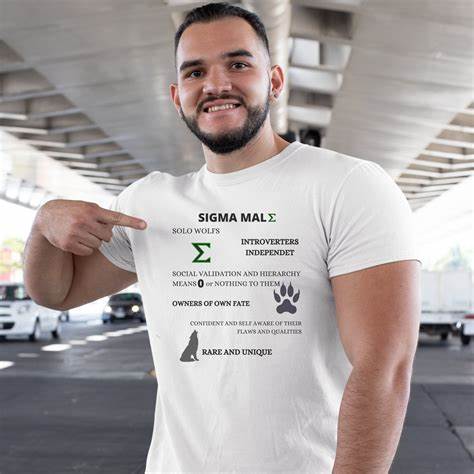 SIGMA MALΣ
SOLO WOLFS
Σ
INTROVERTERS
INDEPENDET
SOCIAL VALIDATION AND HIERARCHY
MEANS 0 or NOTHING TO THEM
OWNERS OF OWN FATE
CONFIDENT AND SELF AWARE OF THEIR
FLAWS AND QUALITIES
RARE AND UNIQUE